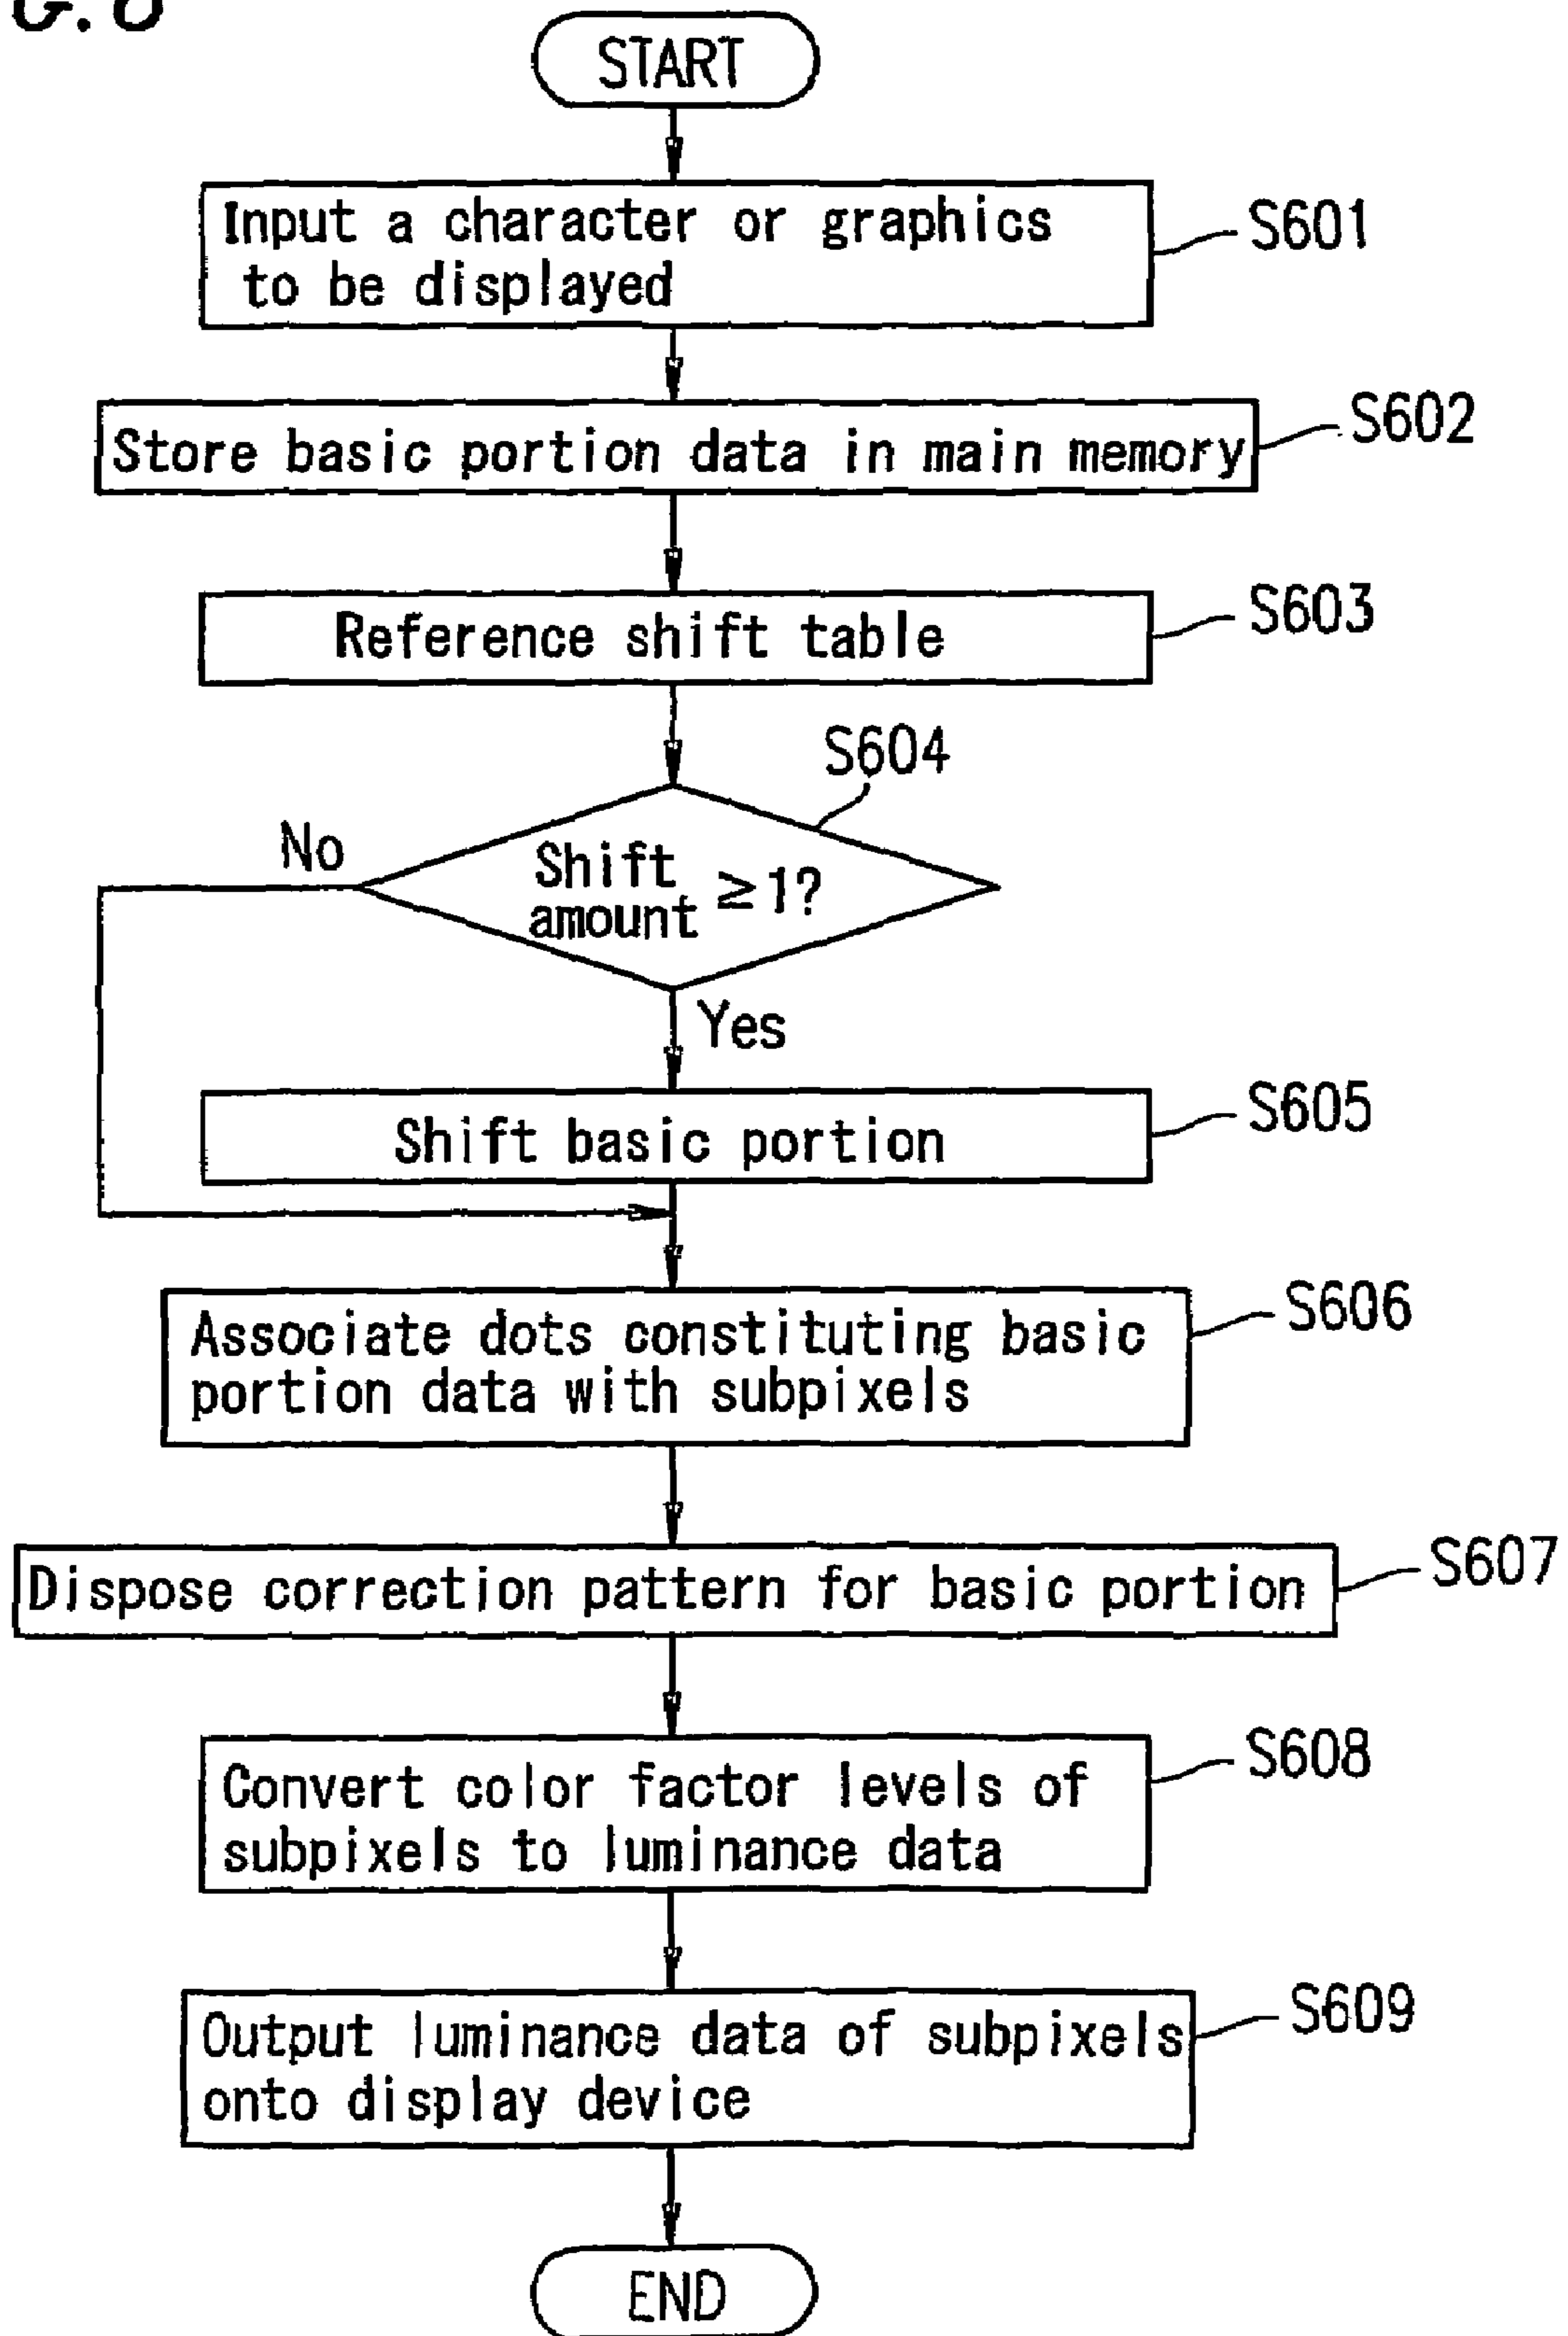 G.6
START
Input a character or graphics
to be displayed
S601
Store basic portion data in main memory
S602
Reference shift table
S603
S604
No
Shift
amount ≥1?
Yes
Shift basic portion
S605
Associate dots constituting basic
portion data with subpixels
S606
Dispose correction pattern for basic portion
S607
Convert color factor levels of
subpixels to luminance data
S608
Output luminance data of subpixels
onto display device
S609
END